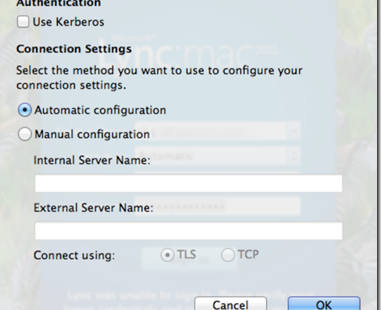 Authentication
Use Kerberos
Connection Settings
Select the method you want to use to configure your
connection settings.
Automatic configuration
Manual configuration
Internal Server Name:
External Server Name:
Connect using: TLS TCP
Cancel OK